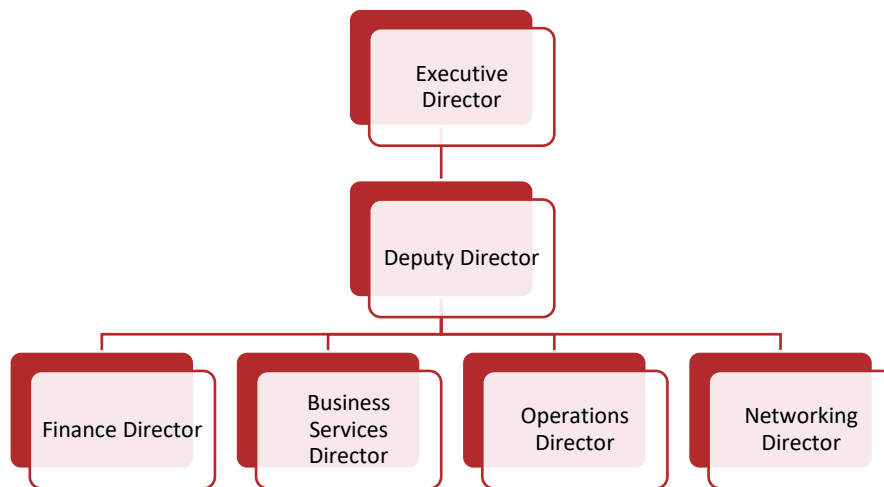 Executive
Director
Deputy Director
Finance Director
Business
Services
Director
Operations
Director
Networking
Director